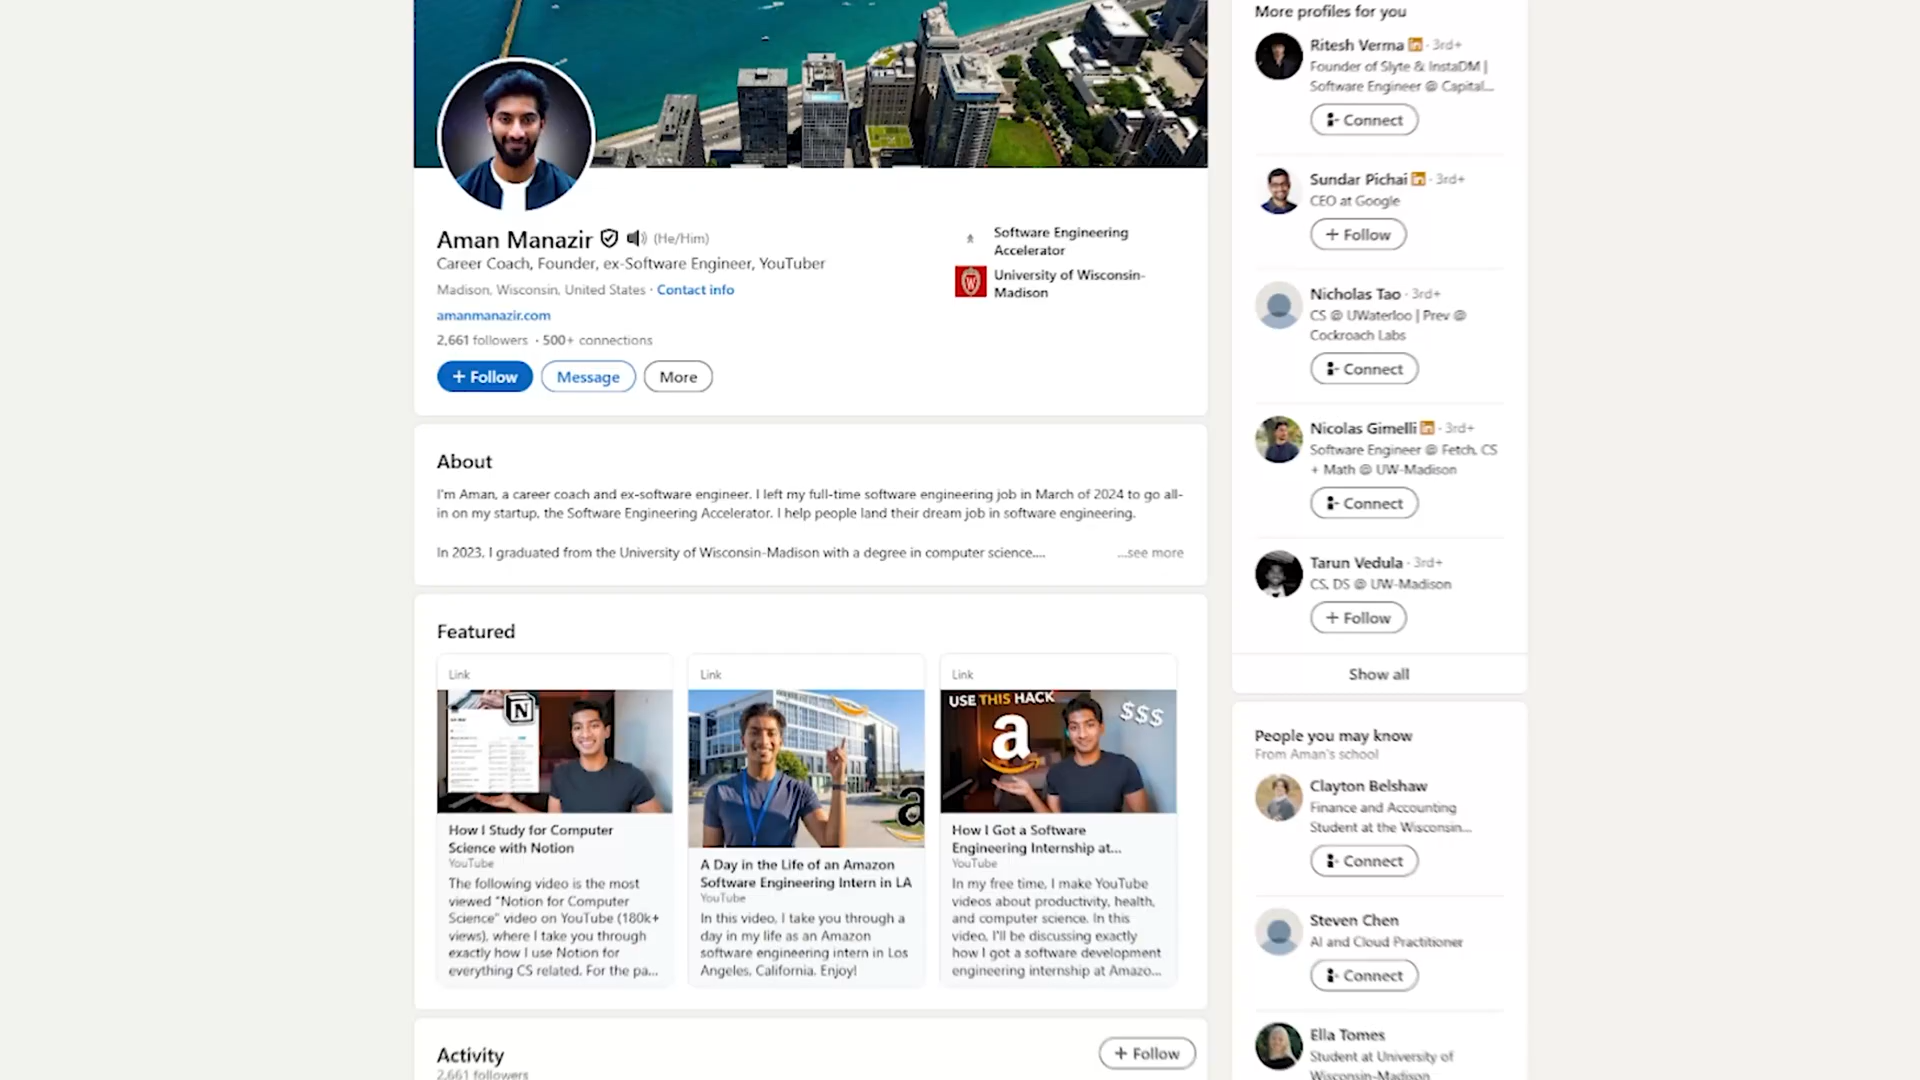 Aman Manazir (He/Him)
Career Coach, Founder, ex-Software Engineer, YouTuber
Madison, Wisconsin, United States · Contact info
amanmanazir.com
2,661 followers · 500+ connections
+ Follow
Message
More
Software Engineering
Accelerator
W
University of Wisconsin-
Madison
About
I'm Aman, a career coach and ex-software engineer. I left my full-time software engineering job in March of 2024 to go all-
in on my startup, the Software Engineering Accelerator. I help people land their dream job in software engineering.
In 2023, I graduated from the University of Wisconsin-Madison with a degree in computer science....
...see more
Featured
Link
N
How I Study for Computer
Science with Notion
YouTube
The following video is the most
viewed "Notion for Computer
Science" video on YouTube (180k+
views), where I take you through
exactly how I use Notion for
everything CS related. For the pa...
Link
a
A Day in the Life of an Amazon
Software Engineering Intern in LA
YouTube
In this video, I take you through a
day in my life as an Amazon
software engineering intern in Los
Angeles, California. Enjoy!
Link
USE THIS HACK
a
$$$
How I Got a Software
Engineering Internship at...
YouTube
In my free time, I make YouTube
videos about productivity, health,
and computer science. In this
video, I'll be discussing exactly
how I got a software development
engineering internship at Amazo...
Activity
2,661 followers
+ Follow
More profiles for you
Ritesh Verma in · 3rd+
Founder of Slyte & InstaDM |
Software Engineer @ Capital...
Connect
Sundar Pichai in · 3rd+
CEO at Google
+ Follow
Nicholas Tao · 3rd+
CS @ UWaterloo | Prev @
Cockroach Labs
Connect
Nicolas Gimelli in · 3rd+
Software Engineer @ Fetch, CS
+ Math @ UW-Madison
Connect
Tarun Vedula · 3rd+
CS, DS @ UW-Madison
+ Follow
Show all
People you may know
From Aman's school
Clayton Belshaw
Finance and Accounting
Student at the Wisconsin...
Connect
Steven Chen
AI and Cloud Practitioner
Connect
Ella Tomes
Student at University of
Wisconsin-Madison